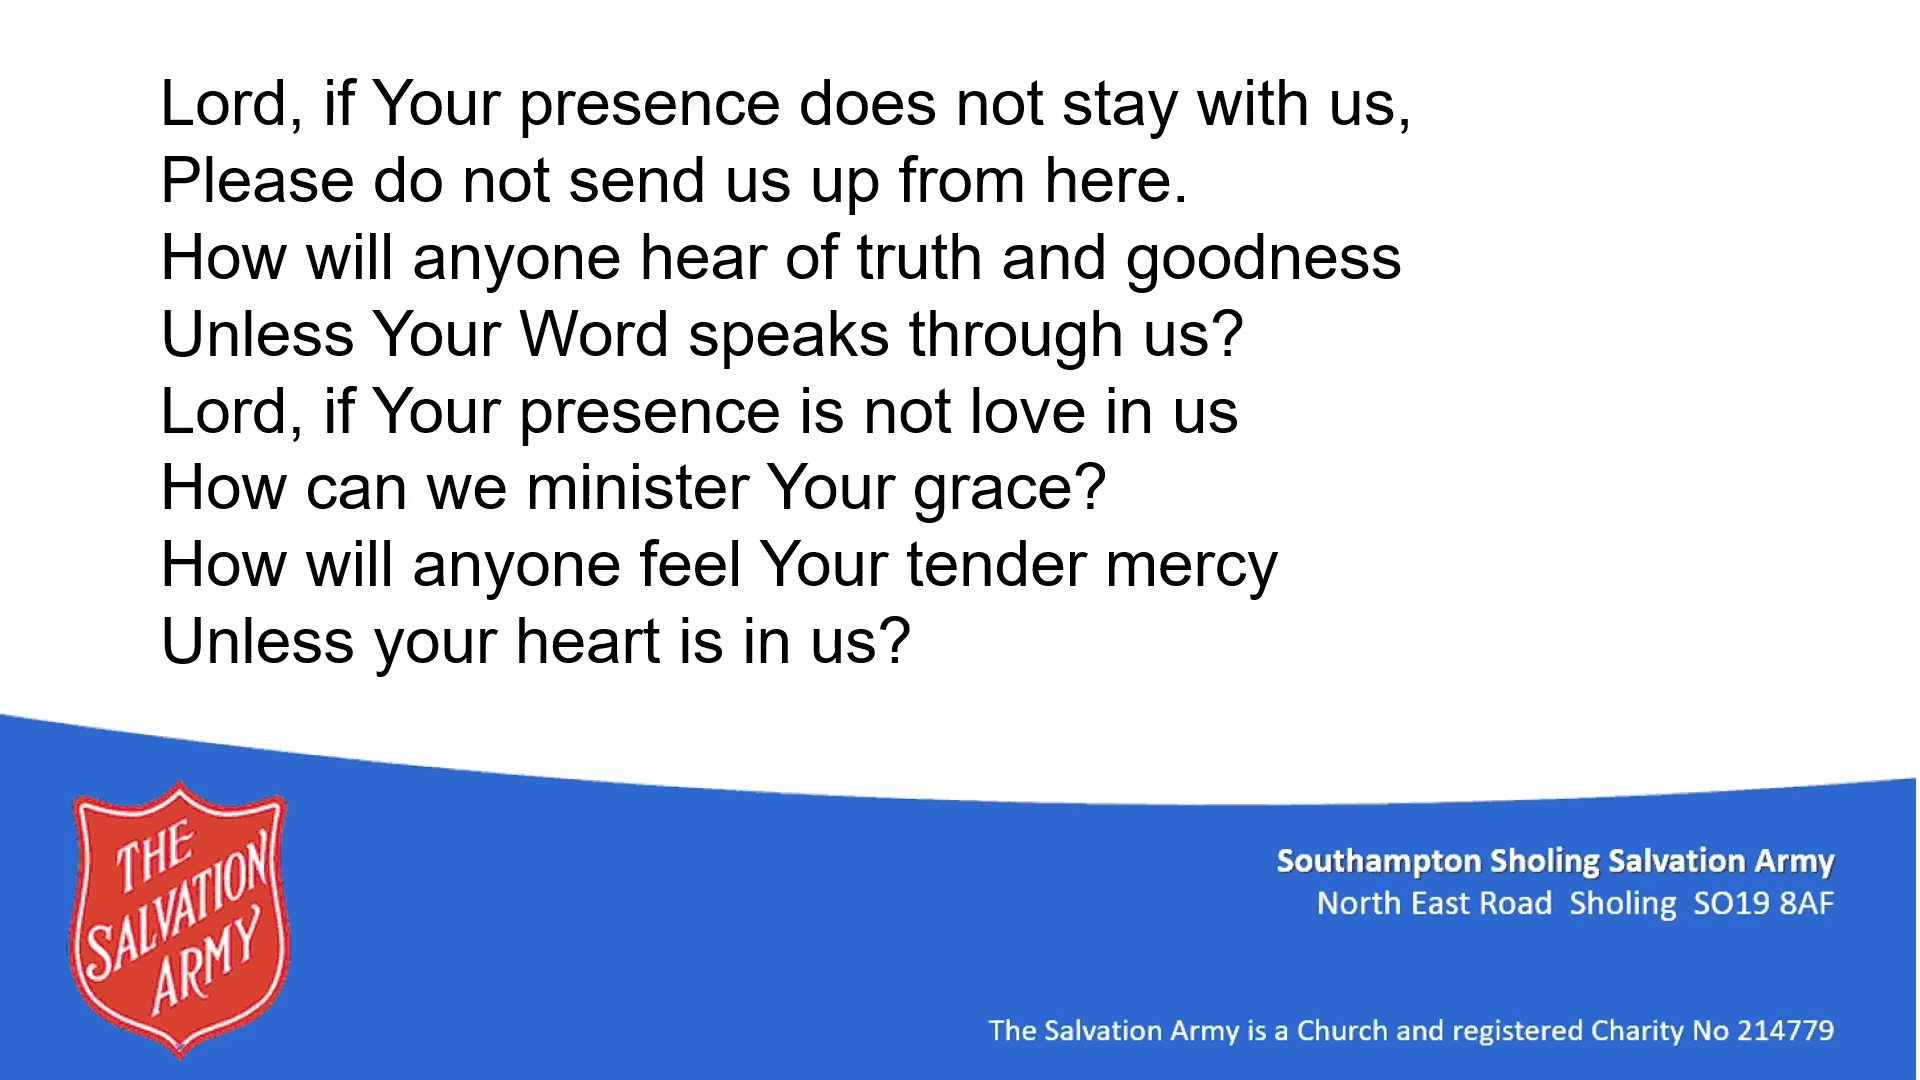 Lord, if Your presence does not stay with us,
Please do not send us up from here.
How will anyone hear of truth and goodness
Unless Your Word speaks through us?
Lord, if Your presence is not love in us
How can we minister Your grace?
How will anyone feel Your tender mercy
Unless your heart is in us?
THE
SALVATION
ARMY
Southampton Sholing Salvation Army
North East Road  Sholing  SO19 8AF
The Salvation Army is a Church and registered Charity No 214779